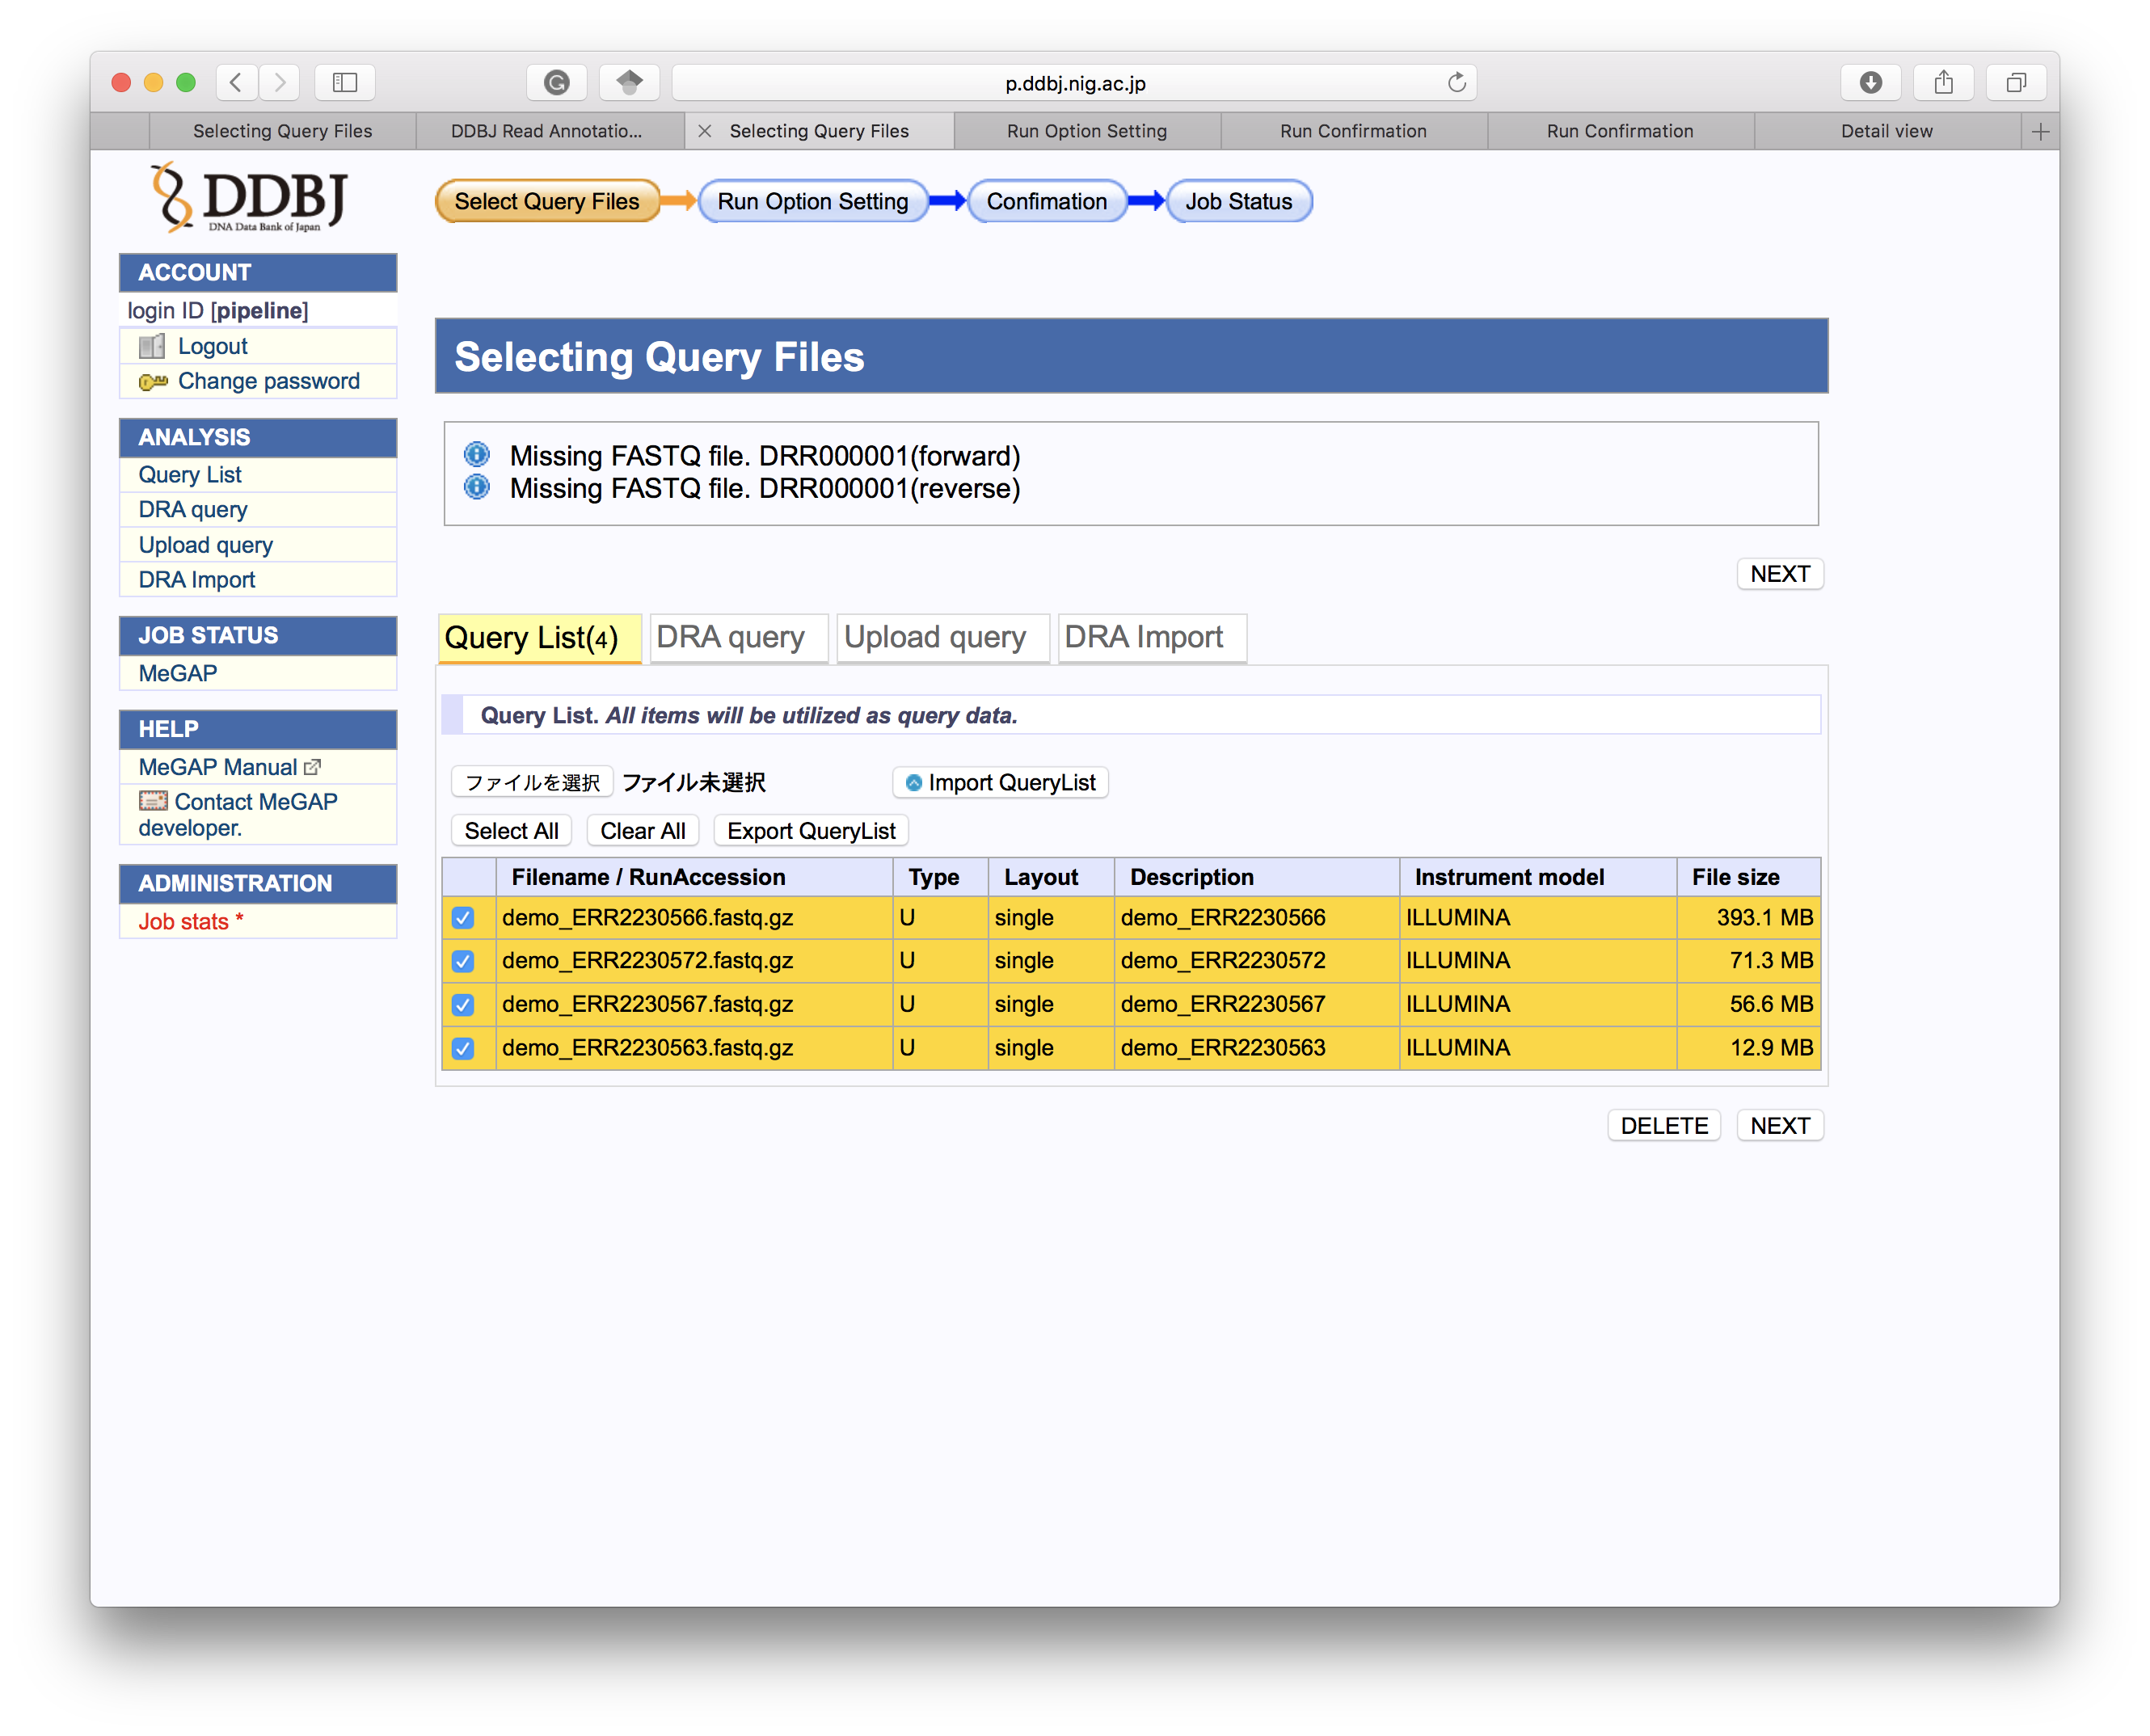 p.ddbj.nig.ac.jp
Selecting Query Files
DDBJ Read Annotatio...
Selecting Query Files
Run Option Setting
Run Confirmation
Run Confirmation
Detail view
DDBJ
DNA Data Bank of Japan
Select Query Files
Run Option Setting
Confimation
Job Status
ACCOUNT
login ID [pipeline]
Logout
Change password
ANALYSIS
Query List
DRA query
Upload query
DRA Import
JOB STATUS
MeGAP
HELP
MeGAP Manual
Contact MeGAP
developer.
ADMINISTRATION
Job stats *
Selecting Query Files
Missing FASTQ file. DRR000001(forward)
Missing FASTQ file. DRR000001(reverse)
NEXT
Query List(4)
DRA query
Upload query
DRA Import
Query List. All items will be utilized as query data.
ファイルを選択 ファイル未選択
Import QueryList
Select All
Clear All
Export QueryList
Filename / RunAccession Type Layout Description Instrument model File size
demo_ERR2230566.fastq.gz U single demo_ERR2230566 ILLUMINA 393.1 MB
demo_ERR2230572.fastq.gz U single demo_ERR2230572 ILLUMINA 71.3 MB
demo_ERR2230567.fastq.gz U single demo_ERR2230567 ILLUMINA 56.6 MB
demo_ERR2230563.fastq.gz U single demo_ERR2230563 ILLUMINA 12.9 MB
DELETE
NEXT